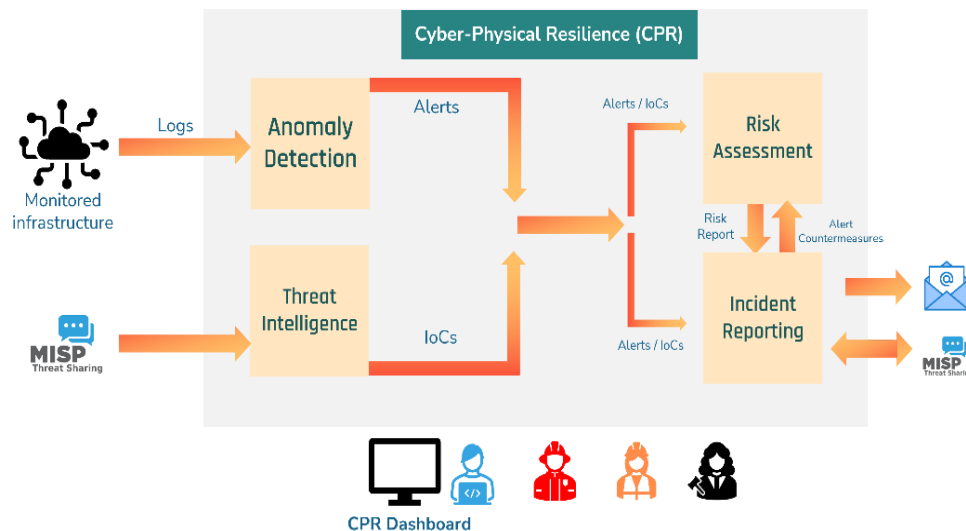 Cyber-Physical Resilience (CPR)
Logs
Anomaly
Detection
Alerts
Alerts / IoCs
Risk
Assessment
Monitored
infrastructure
Risk
Report
Alert
Countermeasures
Threat
Intelligence
IoCs
Alerts / IoCs
Incident
Reporting
@
MISP
Threat Sharing
MISP
Threat Sharin
</>
CPR Dashboard